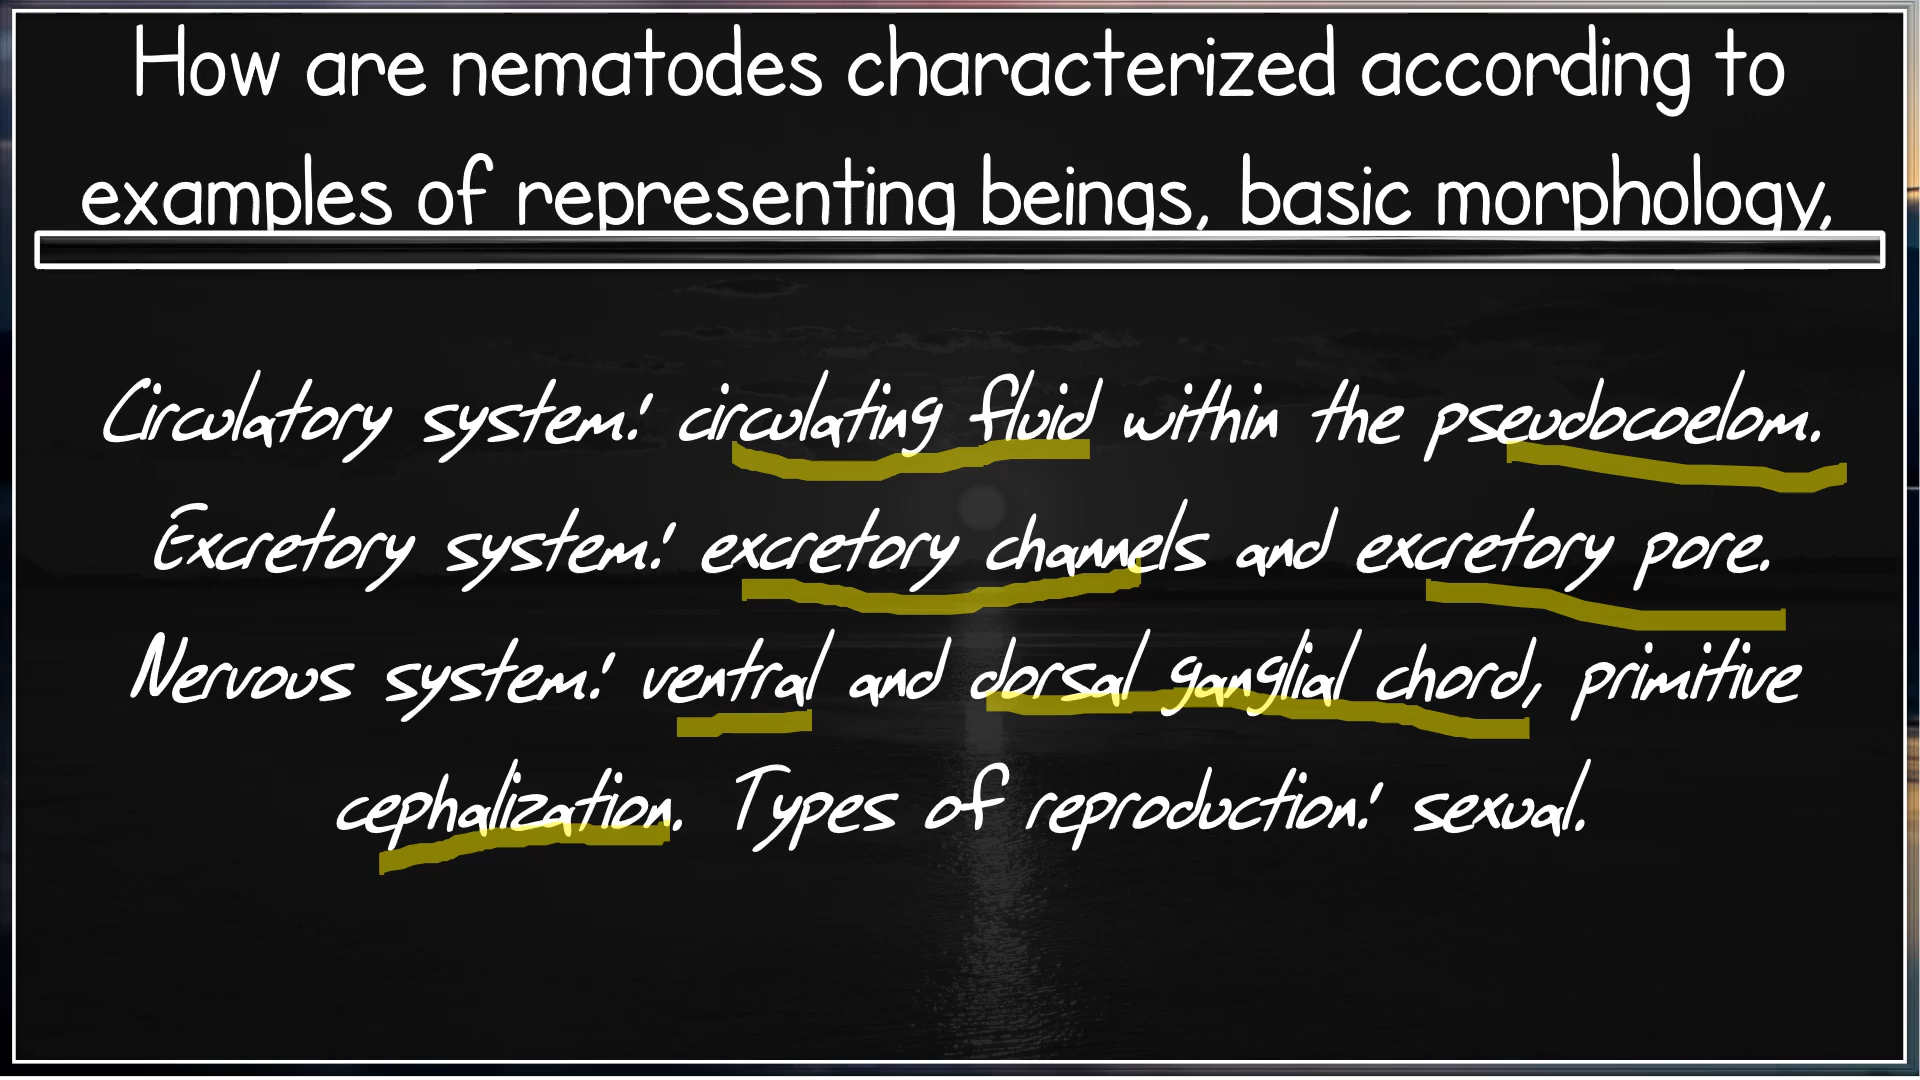 How are nematodes characterized according to
examples of representing beings, basic morphology,
Circulatory system: circulating fluid within the pseudocoelom.
Excretory system: excretory channels and excretory pore.
Nervous system: ventral and dorsal ganglial chord, primitive
cephalization. Types of reproduction: sexual.